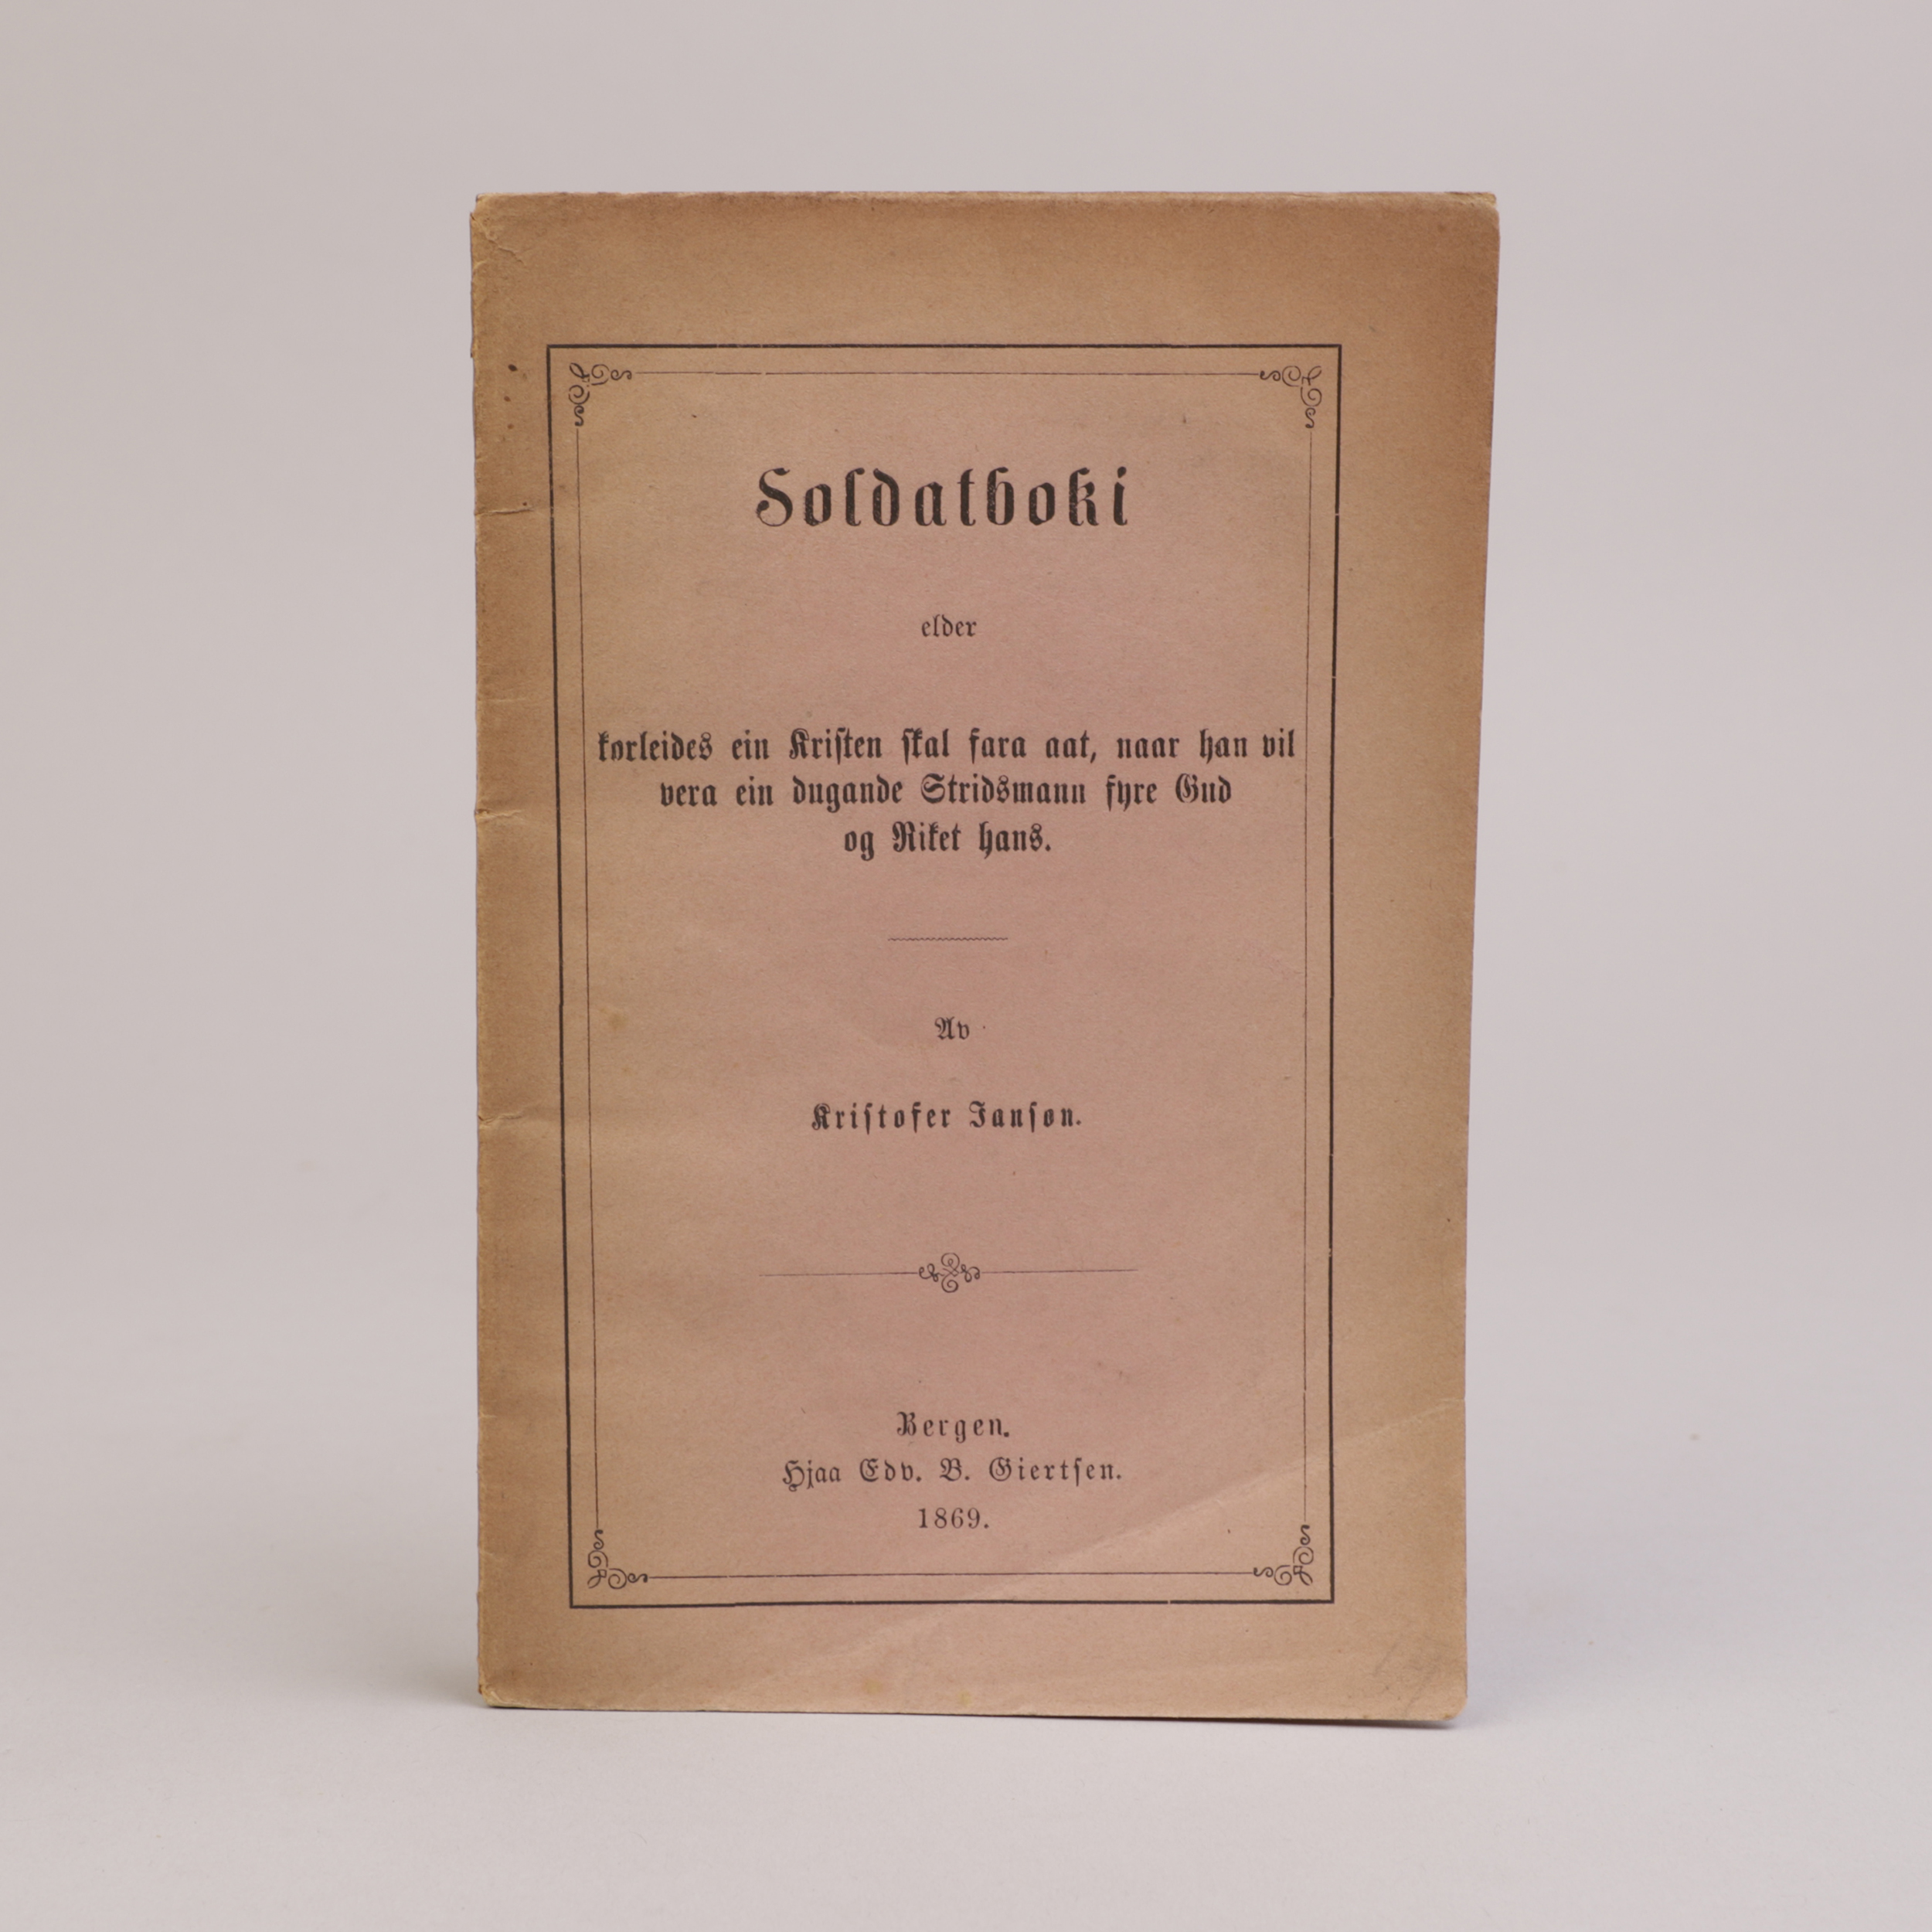 Soldatboki
elder
korleides ein Kriſten ſkal fara aat, naar han vil
vera ein dugande Stridsmann fyre Gud
og Riket hans.
Av
Kriſtofer Janſon.
Bergen.
Hjaa Edv. B. Giertſen.
1869.